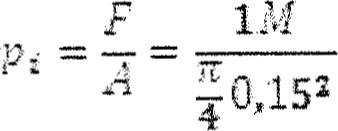 p_i = F/A = 1M/(π/4 0,15²)